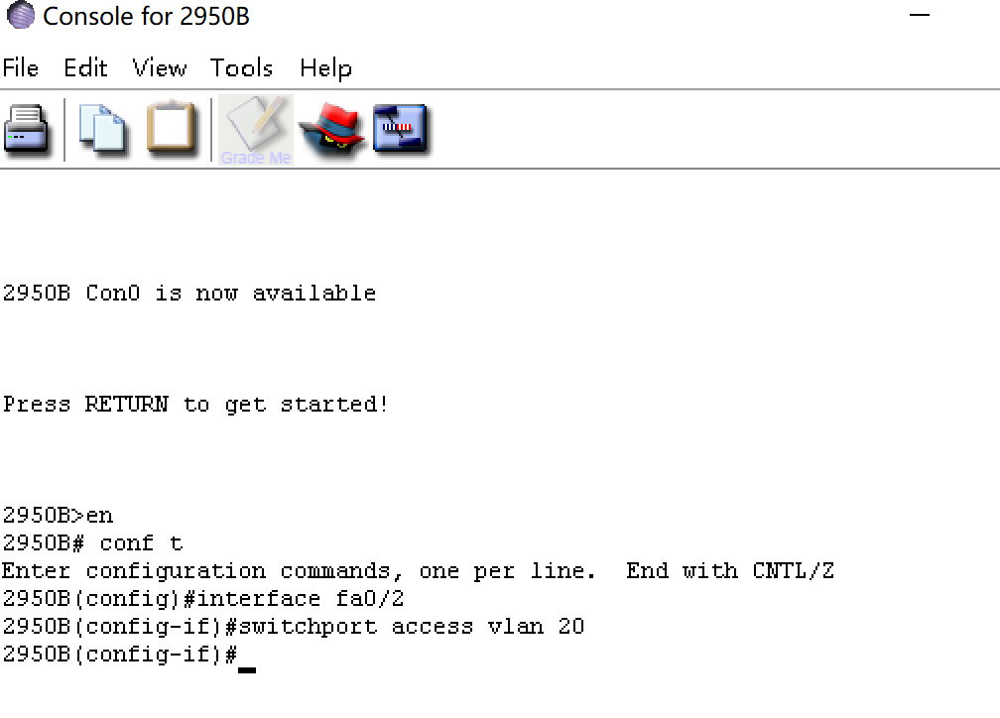 Console for 2950B
File Edit View Tools Help
Grade Me
2950B Con0 is now available
Press RETURN to get started!
2950B>en
2950B# conf t
Enter configuration commands, one per line.  End with CNTL/Z
2950B(config)#interface fa0/2
2950B(config-if)#switchport access vlan 20
2950B(config-if)#